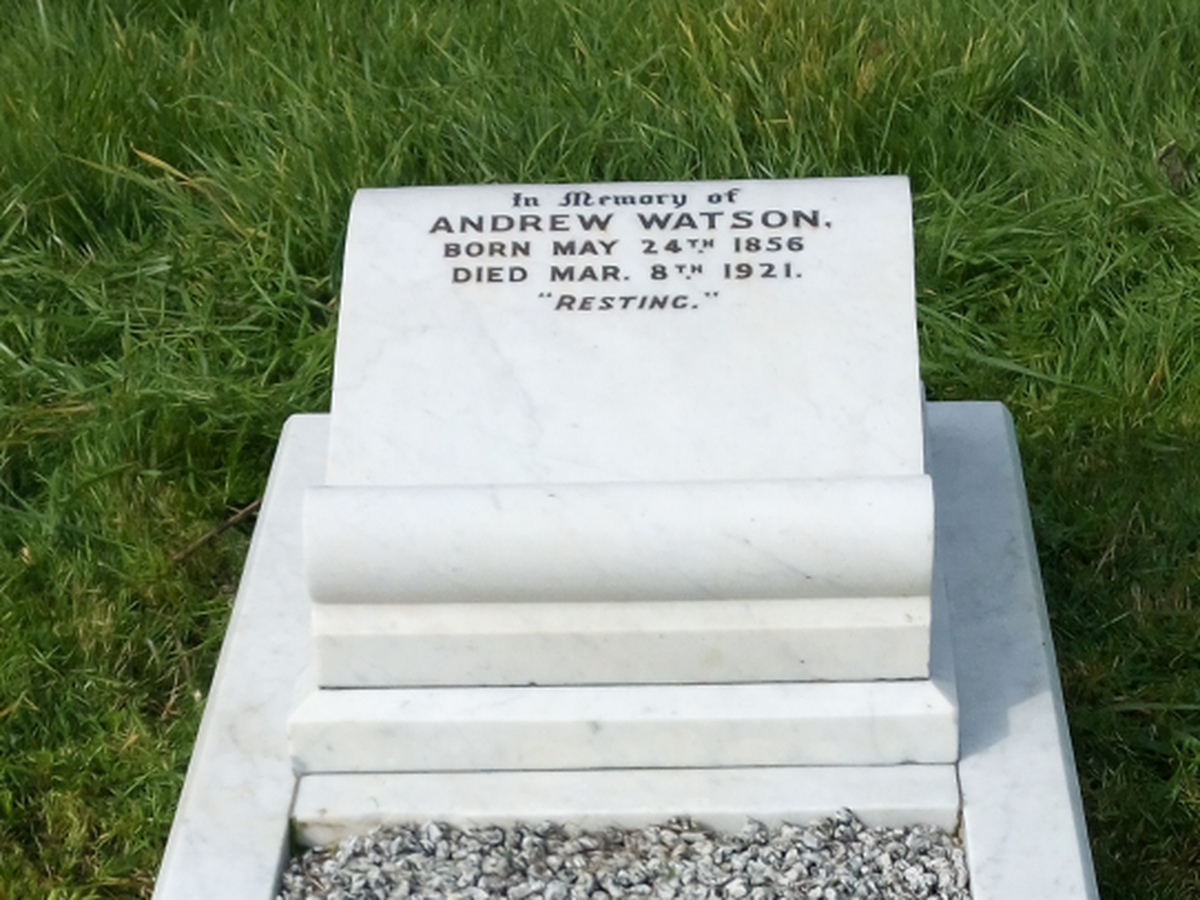 In Memory of
ANDREW WATSON.
BORN MAY 24TH 1856
DIED MAR. 8TH 1921.
"RESTING."